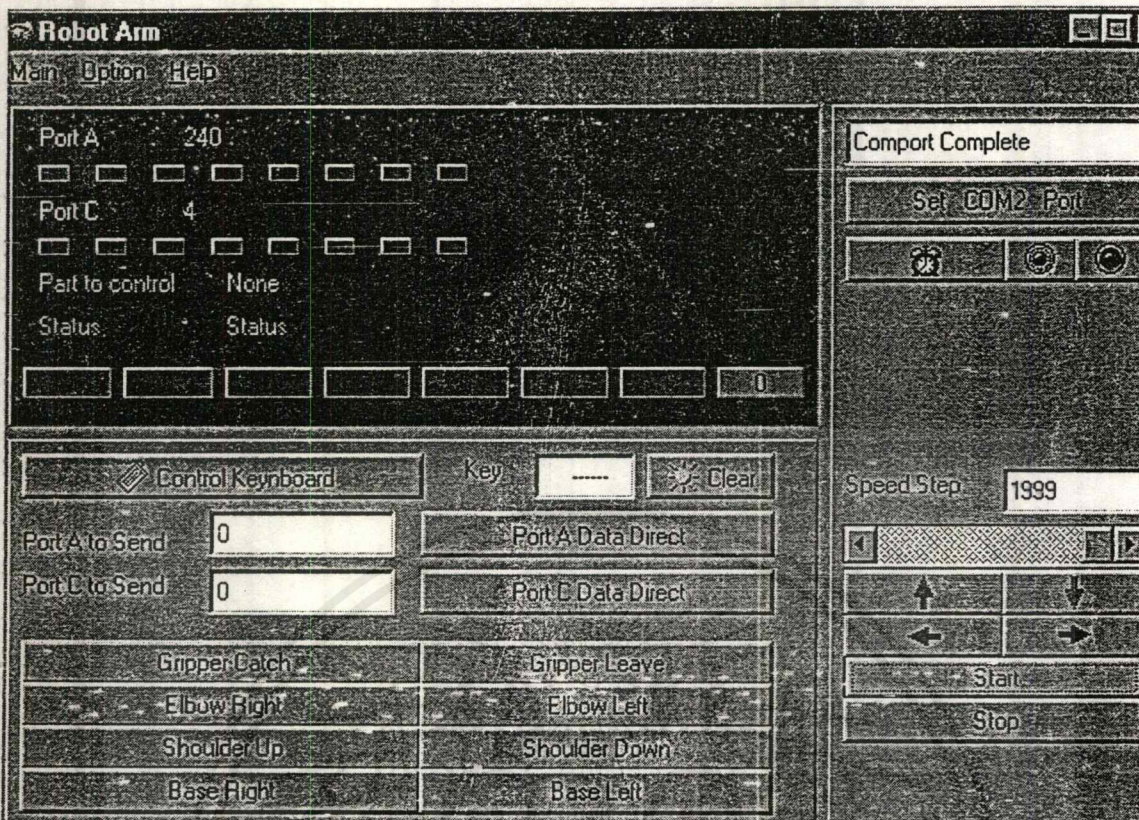 Robot Arm
Main Option Help
Port A 240
Port C 4
Part to control None
Status Status
0
Comport Complete
Set COM2 Port
Control Keynboard Key ------ Clear
Port A to Send 0 Port A Data Direct
Port C to Send 0 Port C Data Direct
Gripper Catch Gripper Leave
Elbow Right Elbow Left
Shoulder Up Shoulder Down
Base Right Base Left
Speed Step 1999
Start
Stop